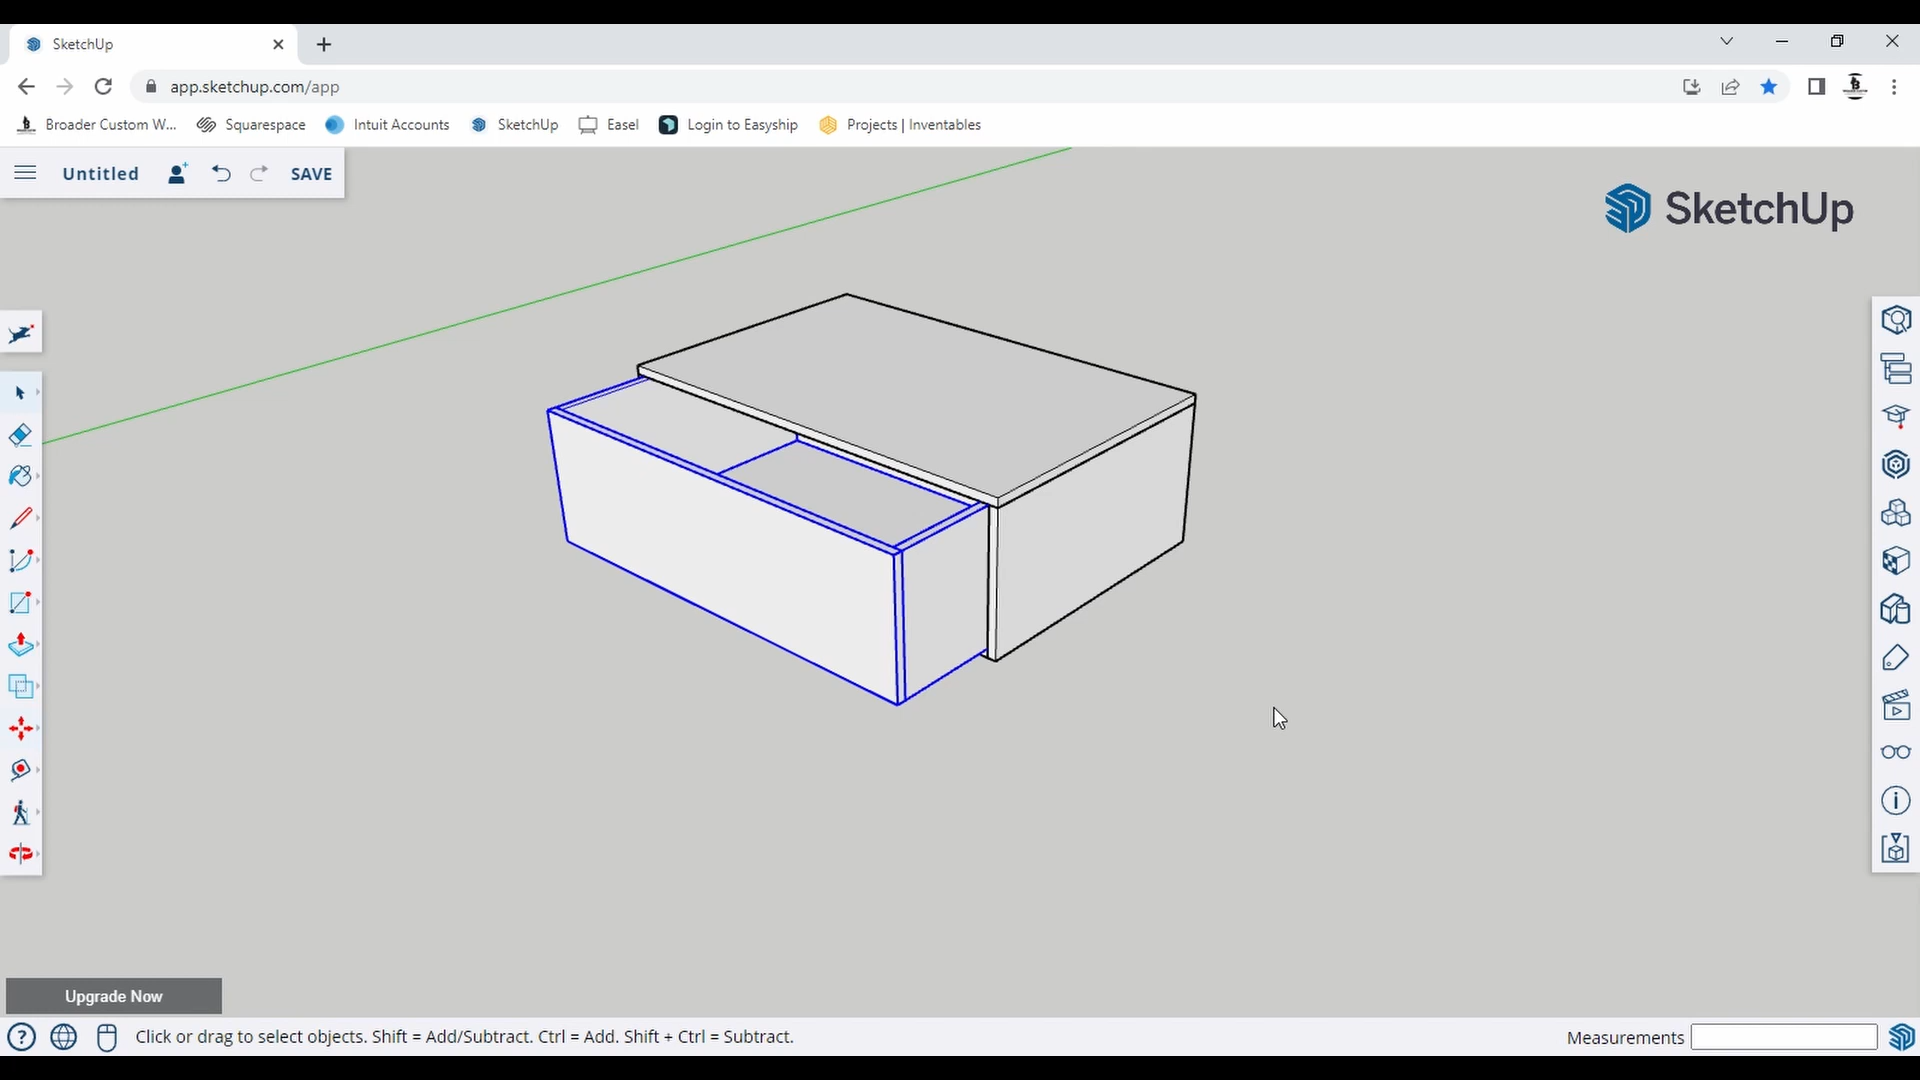 SketchUp
app.sketchup.com/app
Broader Custom W... Squarespace Intuit Accounts SketchUp Easel Login to Easyship Projects | Inventables
Untitled SAVE
SketchUp
Upgrade Now
Click or drag to select objects. Shift = Add/Subtract. Ctrl = Add. Shift + Ctrl = Subtract.
Measurements